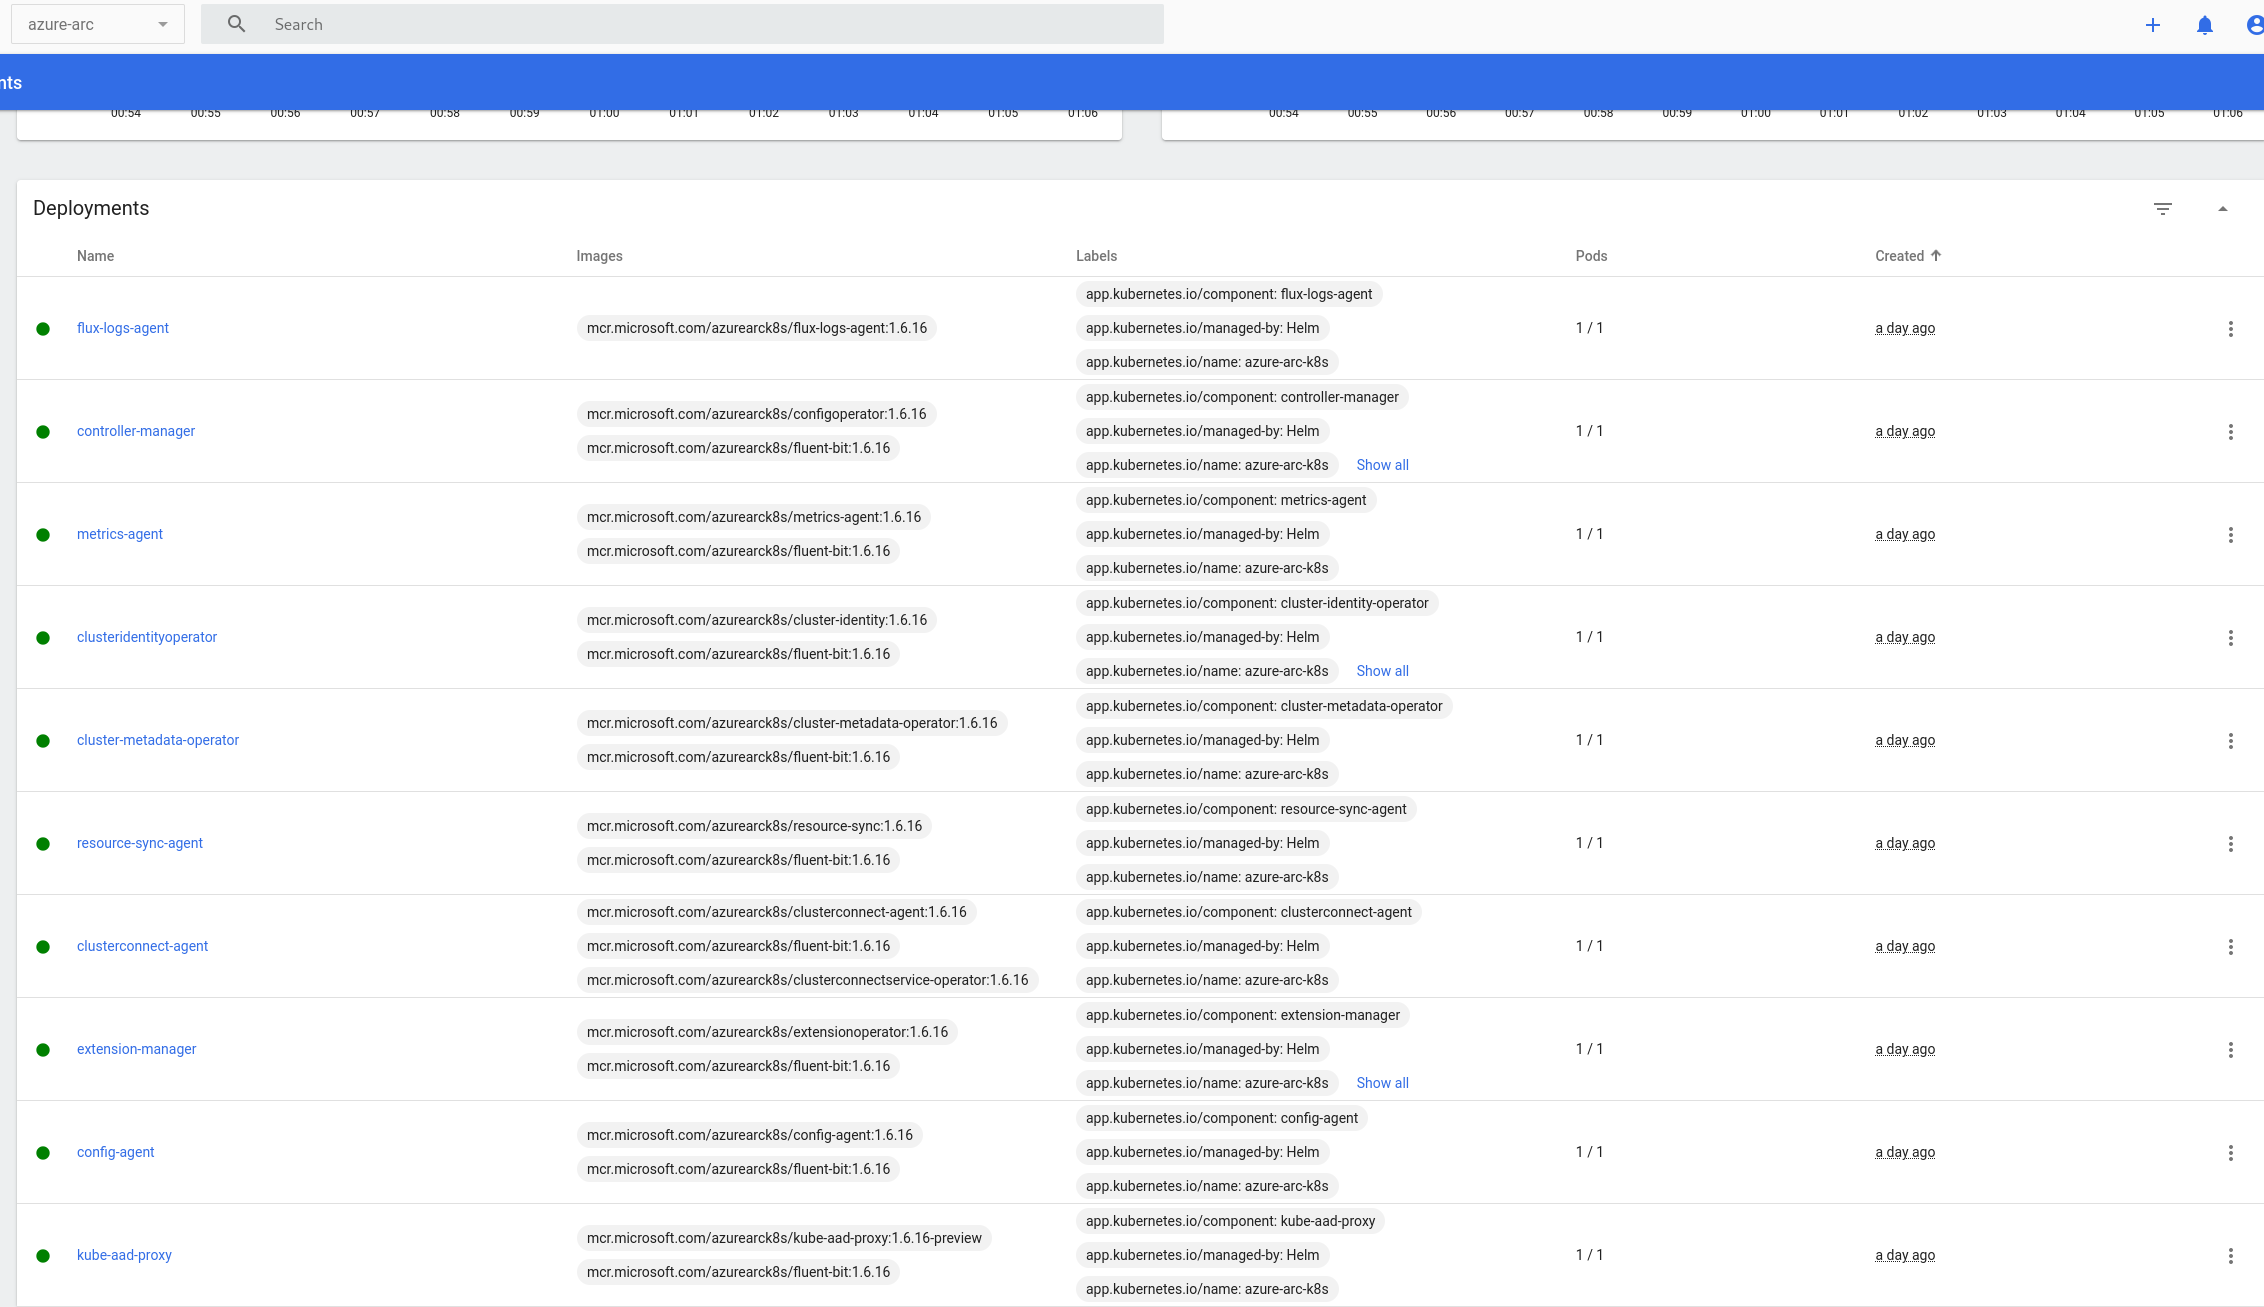 azure-arc Search
nts
00:54 00:55 00:56 00:57 00:58 00:59 01:00 01:01 01:02 01:03 01:04 01:05 01:06 00:54 00:55 00:56 00:57 00:58 00:59 01:00 01:01 01:02 01:03 01:04 01:05 01:06
Deployments
Name Images Labels Pods Created
app.kubernetes.io/component: flux-logs-agent
flux-logs-agent mcr.microsoft.com/azurearck8s/flux-logs-agent:1.6.16 app.kubernetes.io/managed-by: Helm 1 / 1 a day ago
app.kubernetes.io/name: azure-arc-k8s
app.kubernetes.io/component: controller-manager
mcr.microsoft.com/azurearck8s/configoperator:1.6.16
controller-manager app.kubernetes.io/managed-by: Helm 1 / 1 a day ago
mcr.microsoft.com/azurearck8s/fluent-bit:1.6.16
app.kubernetes.io/name: azure-arc-k8s Show all
app.kubernetes.io/component: metrics-agent
mcr.microsoft.com/azurearck8s/metrics-agent:1.6.16
metrics-agent app.kubernetes.io/managed-by: Helm 1 / 1 a day ago
mcr.microsoft.com/azurearck8s/fluent-bit:1.6.16
app.kubernetes.io/name: azure-arc-k8s
app.kubernetes.io/component: cluster-identity-operator
mcr.microsoft.com/azurearck8s/cluster-identity:1.6.16
clusteridentityoperator app.kubernetes.io/managed-by: Helm 1 / 1 a day ago
mcr.microsoft.com/azurearck8s/fluent-bit:1.6.16
app.kubernetes.io/name: azure-arc-k8s Show all
app.kubernetes.io/component: cluster-metadata-operator
mcr.microsoft.com/azurearck8s/cluster-metadata-operator:1.6.16
cluster-metadata-operator app.kubernetes.io/managed-by: Helm 1 / 1 a day ago
mcr.microsoft.com/azurearck8s/fluent-bit:1.6.16
app.kubernetes.io/name: azure-arc-k8s
app.kubernetes.io/component: resource-sync-agent
mcr.microsoft.com/azurearck8s/resource-sync:1.6.16
resource-sync-agent app.kubernetes.io/managed-by: Helm 1 / 1 a day ago
mcr.microsoft.com/azurearck8s/fluent-bit:1.6.16
app.kubernetes.io/name: azure-arc-k8s
mcr.microsoft.com/azurearck8s/clusterconnect-agent:1.6.16 app.kubernetes.io/component: clusterconnect-agent
clusterconnect-agent mcr.microsoft.com/azurearck8s/fluent-bit:1.6.16 app.kubernetes.io/managed-by: Helm 1 / 1 a day ago
mcr.microsoft.com/azurearck8s/clusterconnectservice-operator:1.6.16 app.kubernetes.io/name: azure-arc-k8s
app.kubernetes.io/component: extension-manager
mcr.microsoft.com/azurearck8s/extensionoperator:1.6.16
extension-manager app.kubernetes.io/managed-by: Helm 1 / 1 a day ago
mcr.microsoft.com/azurearck8s/fluent-bit:1.6.16
app.kubernetes.io/name: azure-arc-k8s Show all
app.kubernetes.io/component: config-agent
mcr.microsoft.com/azurearck8s/config-agent:1.6.16
config-agent app.kubernetes.io/managed-by: Helm 1 / 1 a day ago
mcr.microsoft.com/azurearck8s/fluent-bit:1.6.16
app.kubernetes.io/name: azure-arc-k8s
app.kubernetes.io/component: kube-aad-proxy
mcr.microsoft.com/azurearck8s/kube-aad-proxy:1.6.16-preview
kube-aad-proxy app.kubernetes.io/managed-by: Helm 1 / 1 a day ago
mcr.microsoft.com/azurearck8s/fluent-bit:1.6.16
app.kubernetes.io/name: azure-arc-k8s